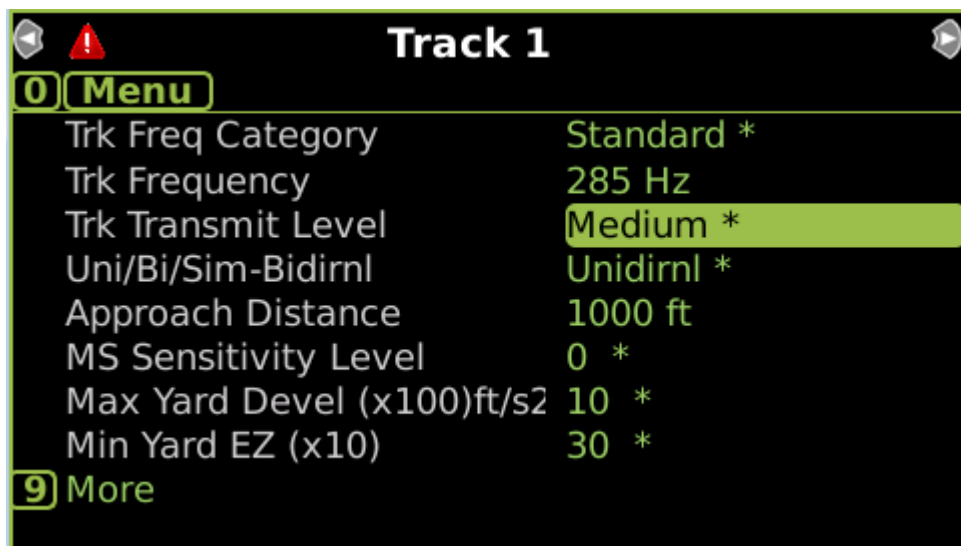 Track 1
0 Menu
Trk Freq Category Standard *
Trk Frequency 285 Hz
Trk Transmit Level Medium *
Uni/Bi/Sim-Bidirnl Unidirnl *
Approach Distance 1000 ft
MS Sensitivity Level 0 *
Max Yard Devel (x100)ft/s2 10 *
Min Yard EZ (x10) 30 *
9 More